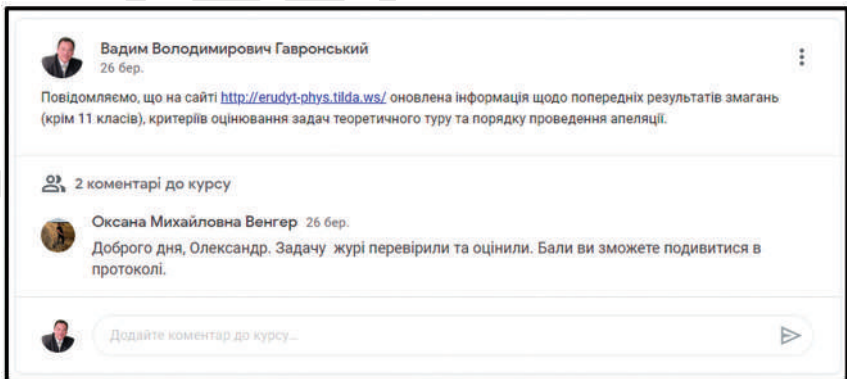 Вадим Володимирович Гавронський
26 бер.
Повідомляємо, що на сайті http://erudyt-phys.tilda.ws/ оновлена інформація щодо попередніх результатів змагань
(крім 11 класів), критеріїв оцінювання задач теоретичного туру та порядку проведення апеляції.
2 коментарі до курсу
Оксана Михайловна Венгер 26 бер.
Доброго дня, Олександр. Задачу журі перевірили та оцінили. Бали ви зможете подивитися в
протоколі.
Додайте коментар до курсу...